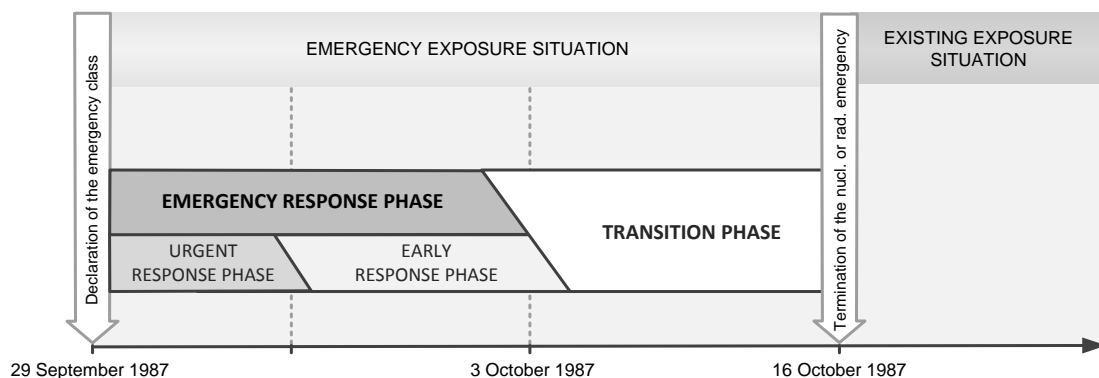 EMERGENCY EXPOSURE SITUATION
EXISTING EXPOSURE
SITUATION
Declaration of the emergency class
Termination of the nucl. or rad. emergency
EMERGENCY RESPONSE PHASE
TRANSITION PHASE
URGENT
RESPONSE PHASE
EARLY
RESPONSE PHASE
29 September 1987
3 October 1987
16 October 1987